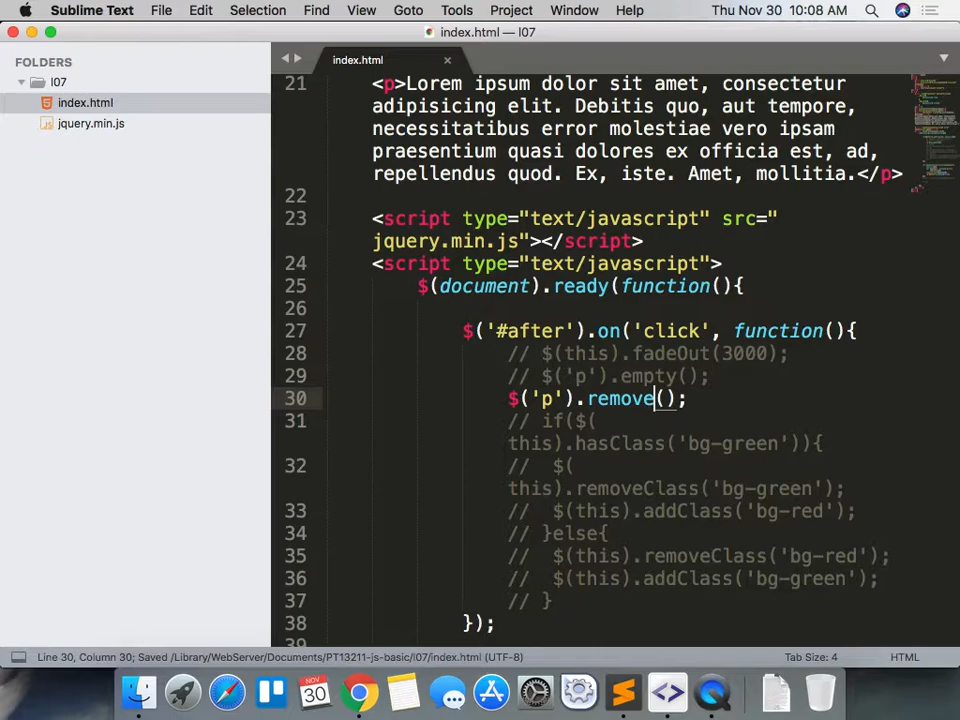 Sublime Text File Edit Selection Find View Goto Tools Project Window Help Thu Nov 30 10:08 AM
index.html — l07
FOLDERS
l07
index.html
jquery.min.js
index.html
21 <p>Lorem ipsum dolor sit amet, consectetur
adipisicing elit. Debitis quo, aut tempore,
necessitatibus error molestiae vero ipsam
praesentium quasi dolores ex officia est, ad,
repellendus quod. Ex, iste. Amet, mollitia.</p>
22
23 <script type="text/javascript" src="
jquery.min.js"></script>
24 <script type="text/javascript">
25 $(document).ready(function(){
26
27 $('#after').on('click', function(){
28 // $(this).fadeOut(3000);
29 // $('p').empty();
30 $('p').remove();
31 // if($(
this).hasClass('bg-green')){
32 // $(
this).removeClass('bg-green');
33 // $(this).addClass('bg-red');
34 // }else{
35 // $(this).removeClass('bg-red');
36 // $(this).addClass('bg-green');
37 // }
38 });
Line 30, Column 30; Saved /Library/WebServer/Documents/PT13211-js-basic/l07/index.html (UTF-8) Tab Size: 4 HTML
NOV
30